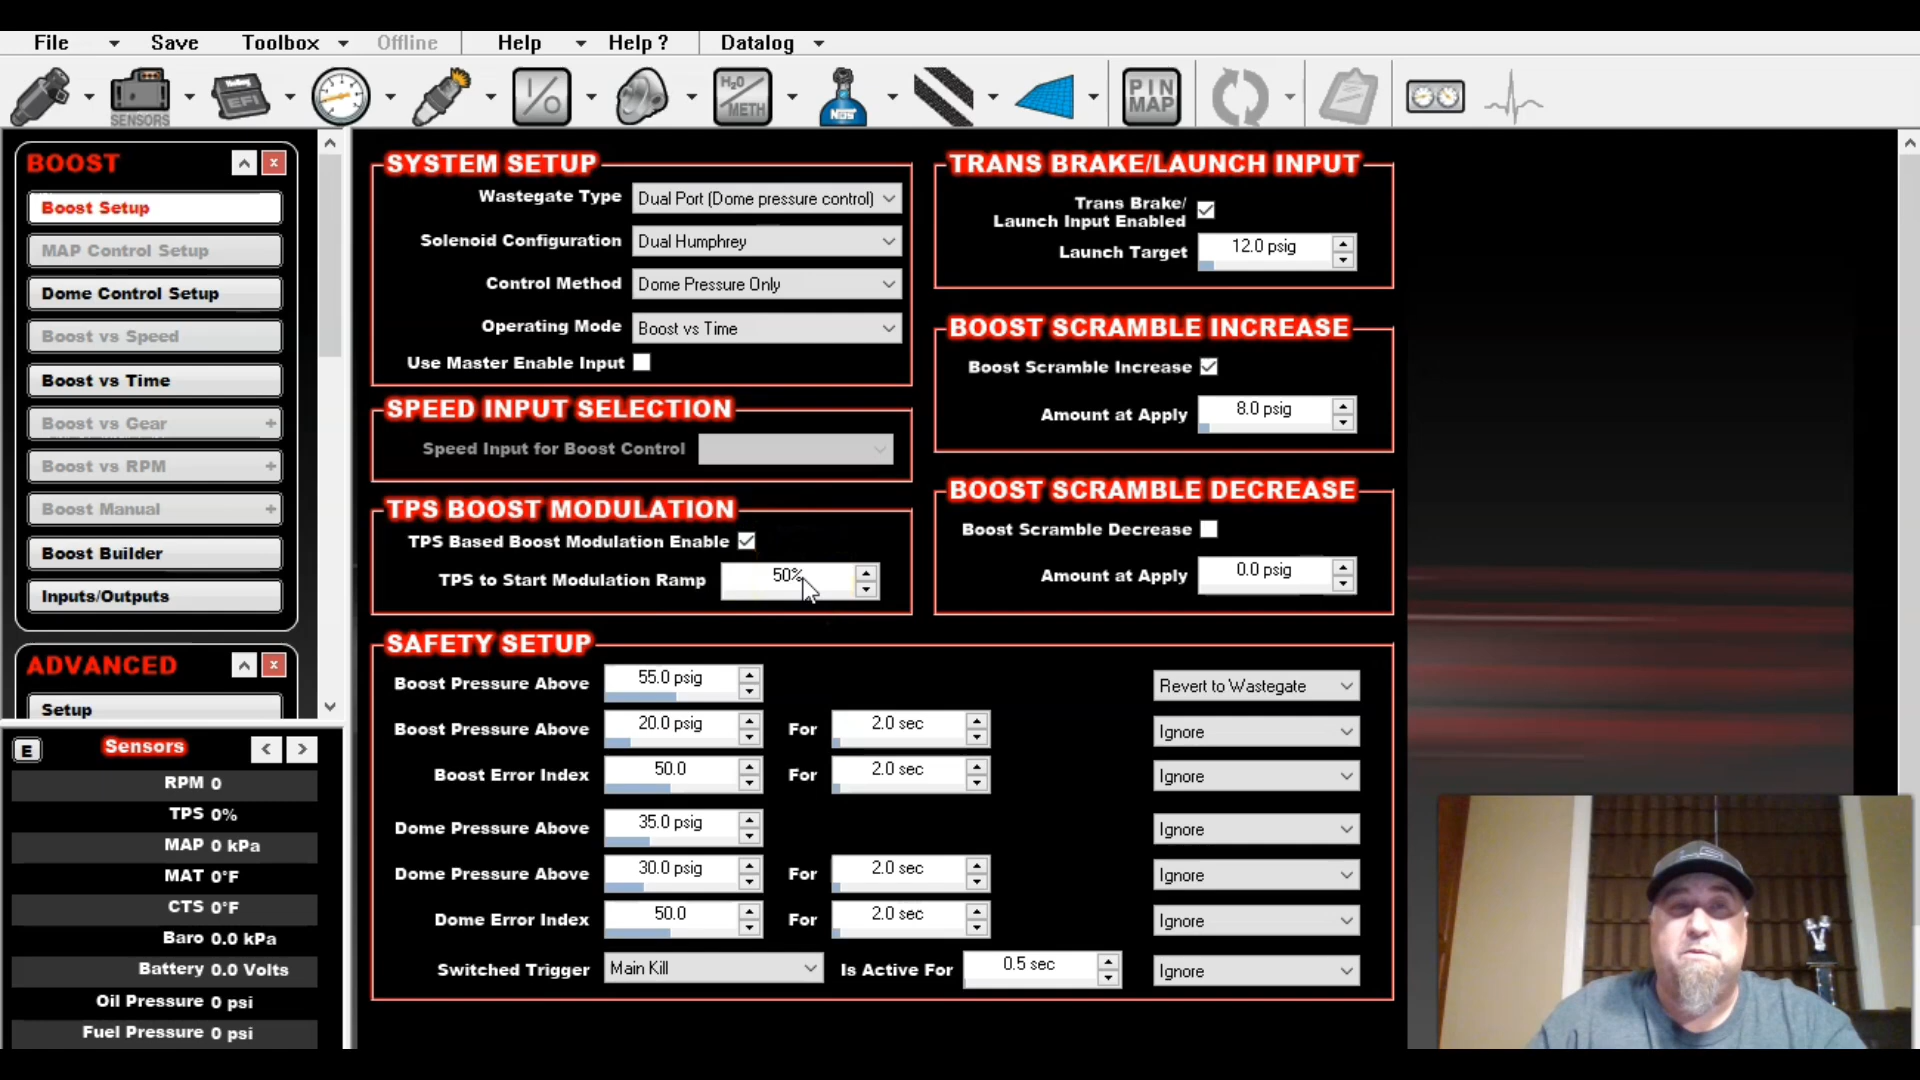 File Save Toolbox Offline Help Help ? Datalog
SENSORS EFI I/O H2O METH NOS PIN MAP
BOOST
Boost Setup
MAP Control Setup
Dome Control Setup
Boost vs Speed
Boost vs Time
Boost vs Gear +
Boost vs RPM +
Boost Manual +
Boost Builder
Inputs/Outputs
ADVANCED
Setup
E Sensors < >
RPM 0
TPS 0%
MAP 0 kPa
MAT 0°F
CTS 0°F
Baro 0.0 kPa
Battery 0.0 Volts
Oil Pressure 0 psi
Fuel Pressure 0 psi
SYSTEM SETUP
Wastegate Type Dual Port (Dome pressure control)
Solenoid Configuration Dual Humphrey
Control Method Dome Pressure Only
Operating Mode Boost vs Time
Use Master Enable Input
SPEED INPUT SELECTION
Speed Input for Boost Control
TPS BOOST MODULATION
TPS Based Boost Modulation Enable
TPS to Start Modulation Ramp 50%
TRANS BRAKE/LAUNCH INPUT
Trans Brake/
Launch Input Enabled
Launch Target 12.0 psig
BOOST SCRAMBLE INCREASE
Boost Scramble Increase
Amount at Apply 8.0 psig
BOOST SCRAMBLE DECREASE
Boost Scramble Decrease
Amount at Apply 0.0 psig
SAFETY SETUP
Boost Pressure Above 55.0 psig Revert to Wastegate
Boost Pressure Above 20.0 psig For 2.0 sec Ignore
Boost Error Index 50.0 For 2.0 sec Ignore
Dome Pressure Above 35.0 psig Ignore
Dome Pressure Above 30.0 psig For 2.0 sec Ignore
Dome Error Index 50.0 For 2.0 sec Ignore
Switched Trigger Main Kill Is Active For 0.5 sec Ignore